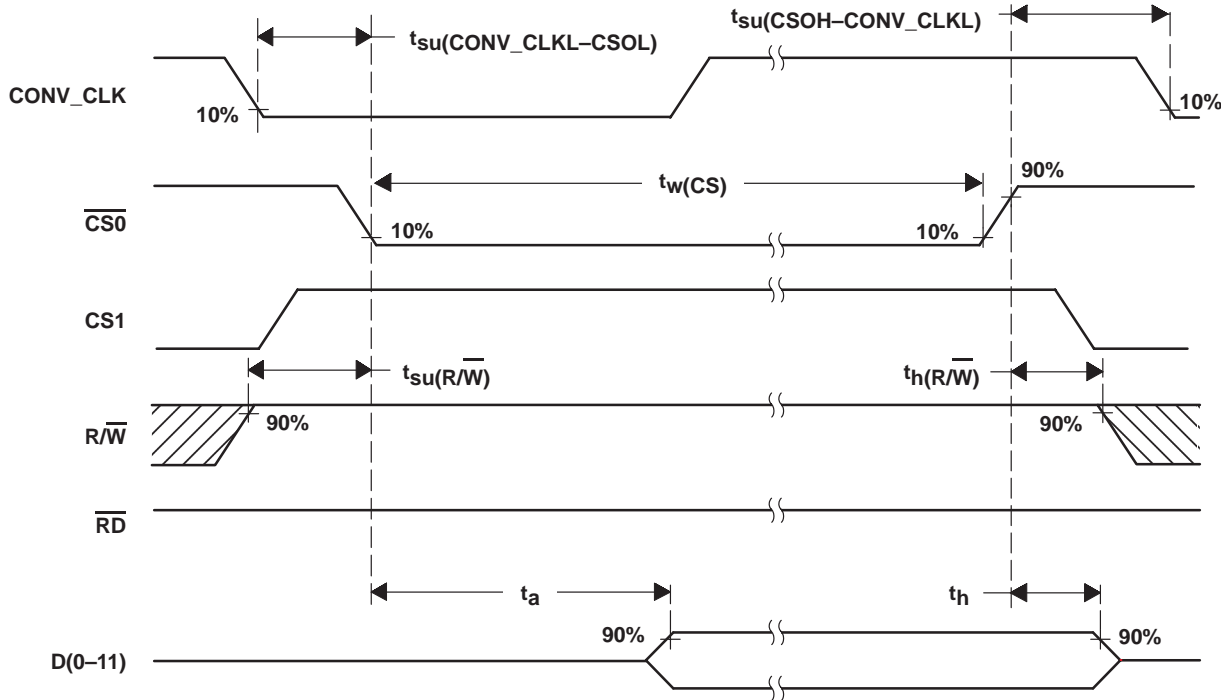 tsu(CONV_CLKL–CSOL)
tsu(CSOH–CONV_CLKL)
CONV_CLK
10%
10%
90%
tw(CS)
CS0
10%
10%
CS1
tsu(R/W)
th(R/W)
90%
90%
R/W
RD
ta
th
90%
90%
D(0–11)